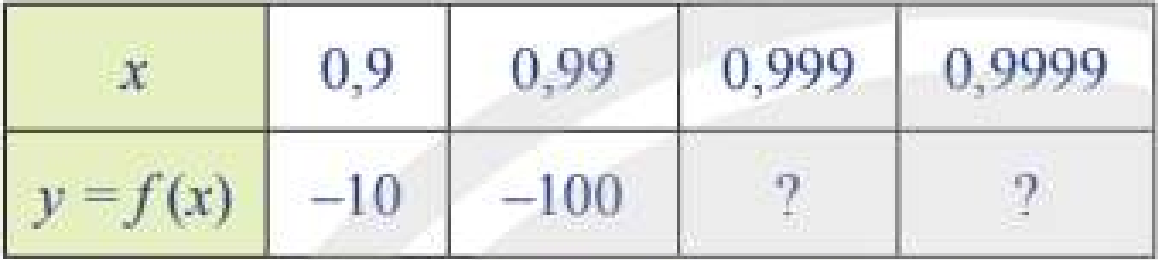 x 0,9 0,99 0,999 0,9999
y = f(x) –10 –100 ? ?